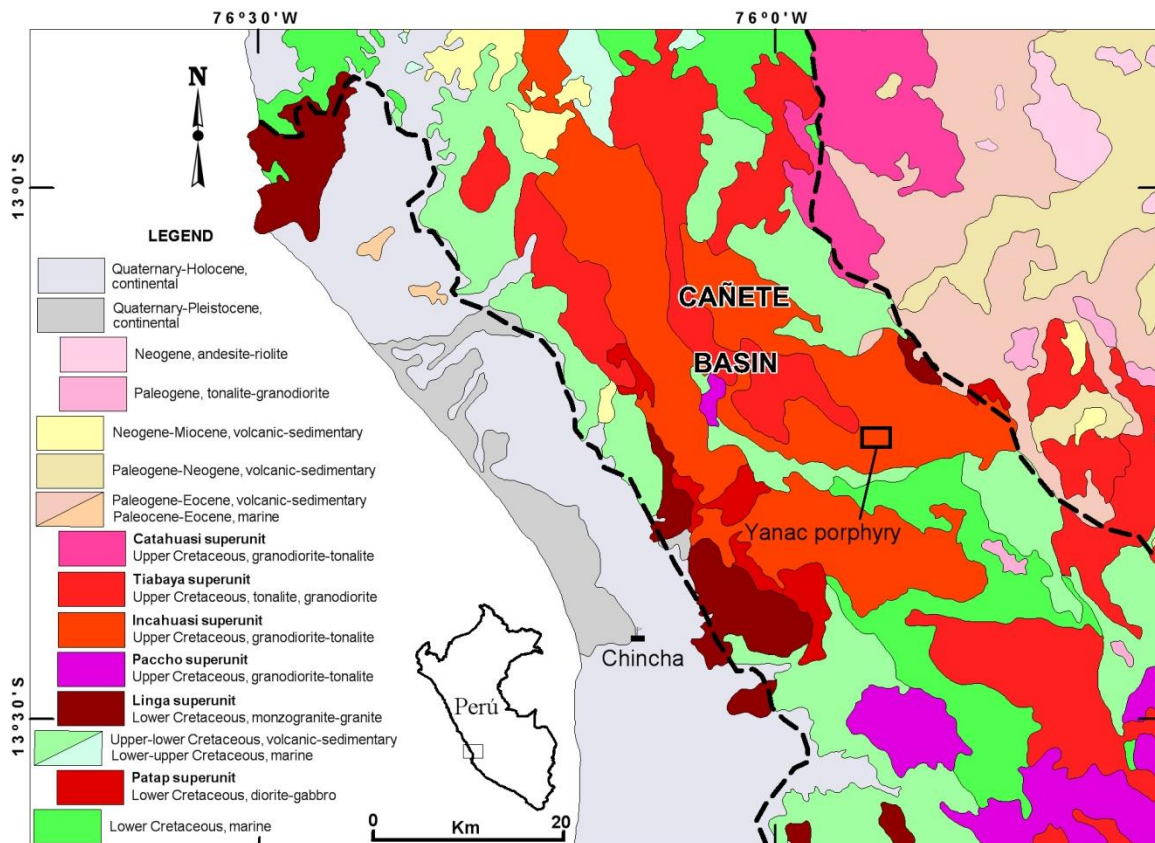 76°30'W
76°0'W
N
13°0'S
LEGEND
Quaternary-Holocene,
continental
Quaternary-Pleistocene,
continental
Neogene, andesite-riolite
Paleogene, tonalite-granodiorite
Neogene-Miocene, volcanic-sedimentary
Paleogene-Neogene, volcanic-sedimentary
Paleogene-Eocene, volcanic-sedimentary
Paleocene-Eocene, marine
Catahuasi superunit
Upper Cretaceous, granodiorite-tonalite
Tiabaya superunit
Upper Cretaceous, tonalite, granodiorite
Incahuasi superunit
Upper Cretaceous, granodiorite-tonalite
Paccho superunit
Upper Cretaceous, granodiorite-tonalite
Linga superunit
Lower Cretaceous, monzogranite-granite
Upper-lower Cretaceous, volcanic-sedimentary
Lower-upper Cretaceous, marine
Patap superunit
Lower Cretaceous, diorite-gabbro
Lower Cretaceous, marine
CAÑETE
BASIN
Yanac porphyry
Chincha
Perú
13°30'S
0
Km
20